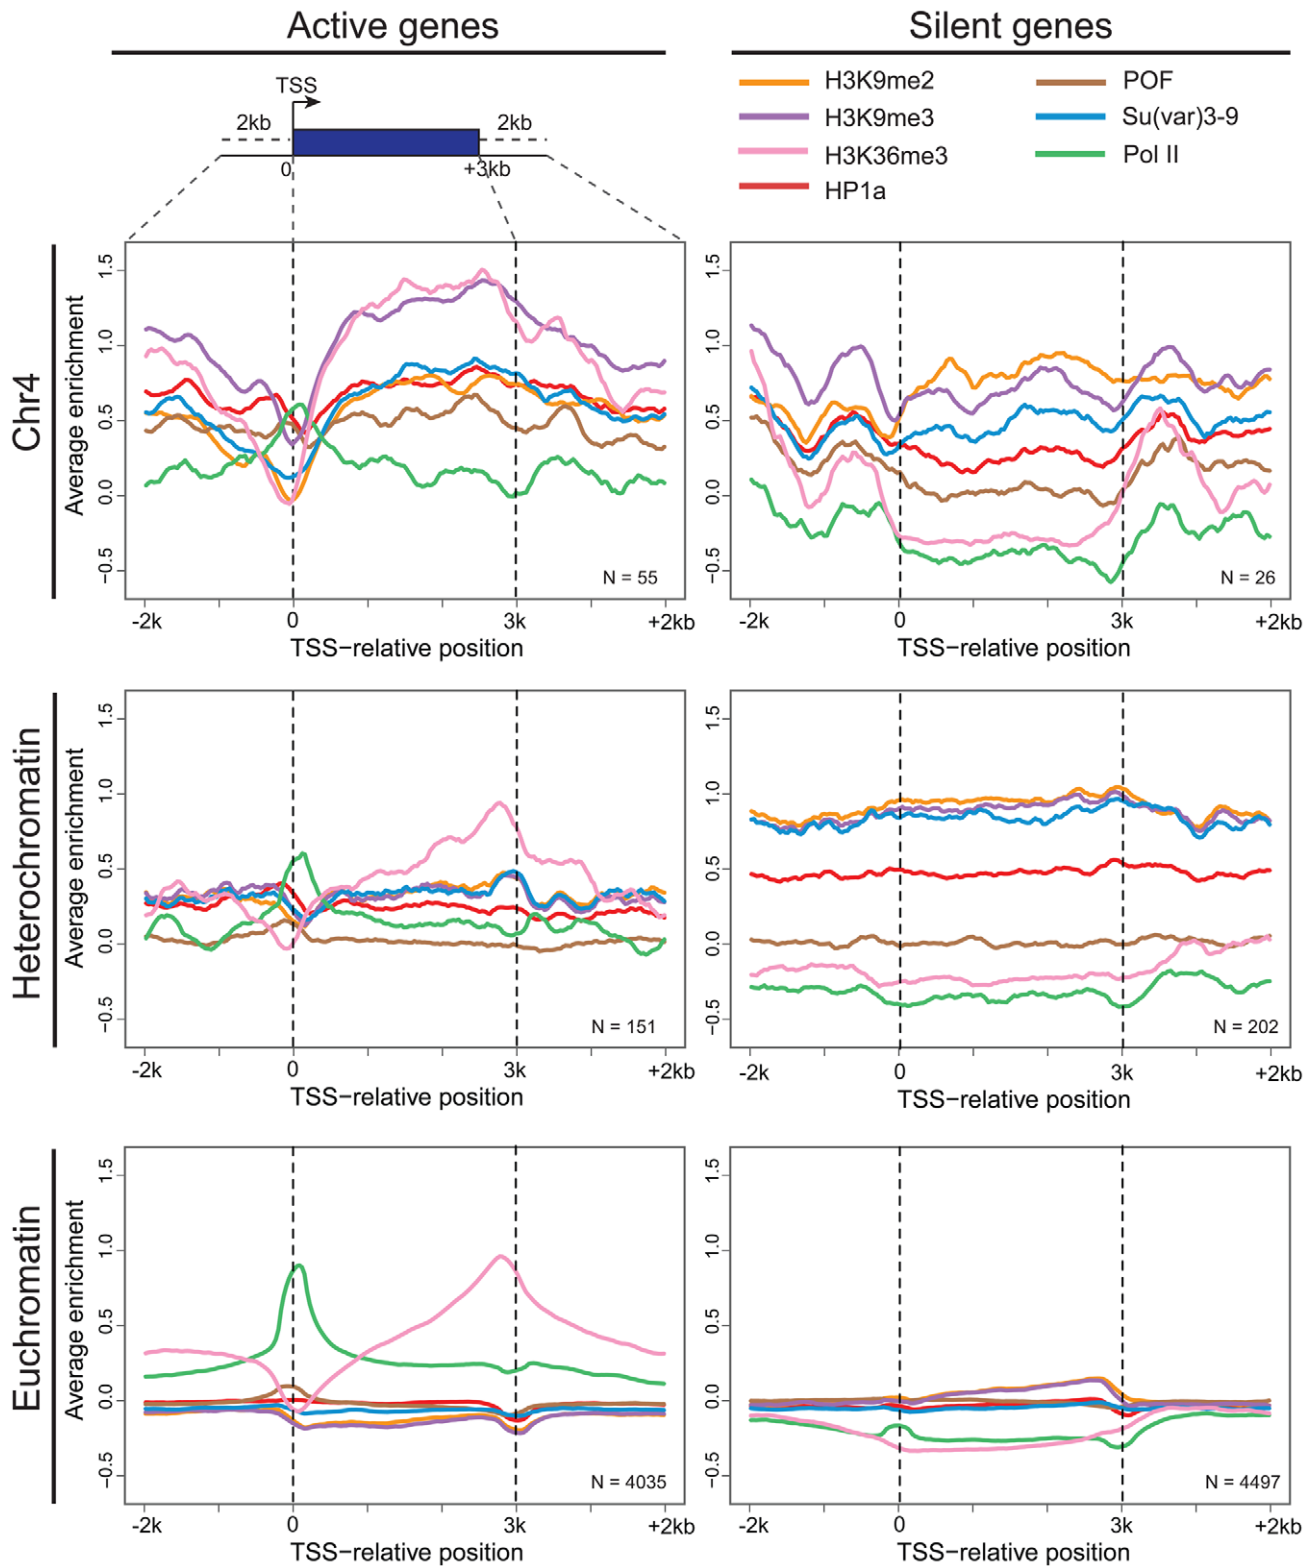 Active genes
Silent genes
TSS
2kb
2kb
0
+3kb
H3K9me2
H3K9me3
H3K36me3
HP1a
POF
Su(var)3-9
Pol II
Chr4
Average enrichment
1.5
1.0
0.5
0.0
−0.5
N = 55
-2k 0 3k +2kb
TSS−relative position
1.5
1.0
0.5
0.0
−0.5
N = 26
-2k 0 3k +2kb
TSS−relative position
Heterochromatin
Average enrichment
1.5
1.0
0.5
0.0
−0.5
N = 151
-2k 0 3k +2kb
TSS−relative position
1.5
1.0
0.5
0.0
−0.5
N = 202
-2k 0 3k +2kb
TSS−relative position
Euchromatin
Average enrichment
1.5
1.0
0.5
0.0
−0.5
N = 4035
-2k 0 3k +2kb
TSS−relative position
1.5
1.0
0.5
0.0
−0.5
N = 4497
-2k 0 3k +2kb
TSS−relative position